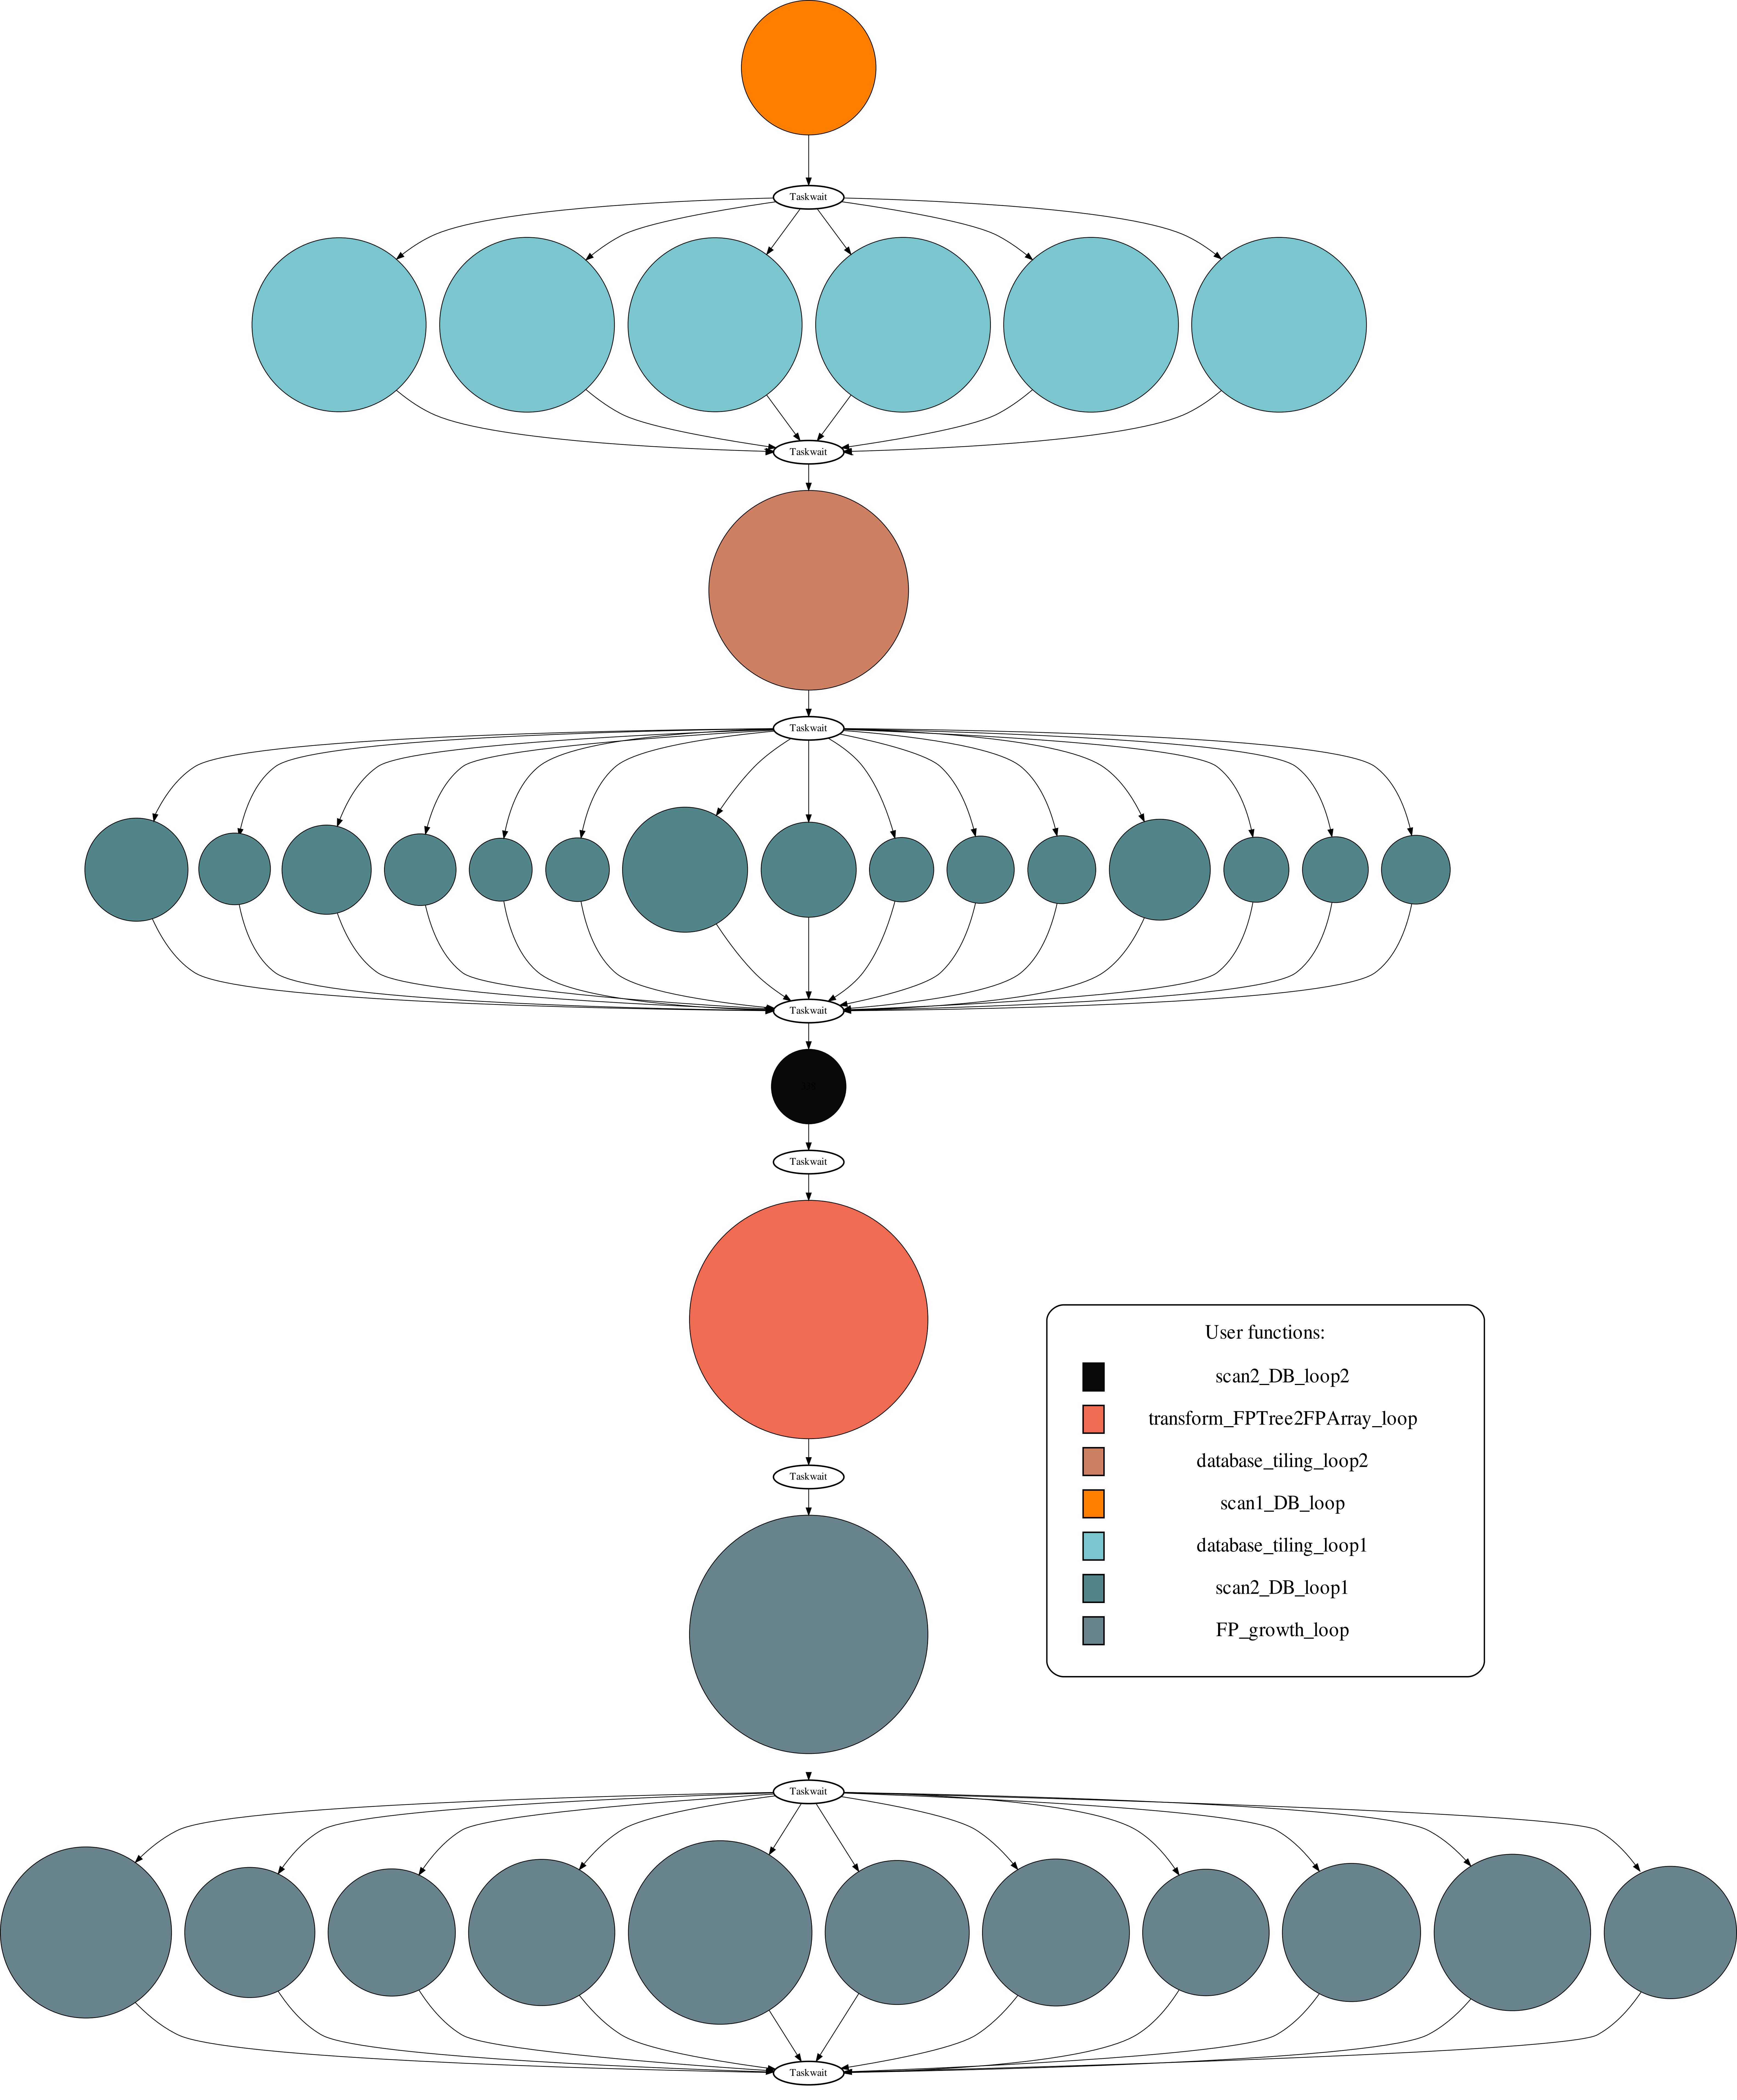 Taskwait
Taskwait
Taskwait
Taskwait
Taskwait
User functions:
scan2_DB_loop2
transform_FPTree2FPArray_loop
database_tiling_loop2
scan1_DB_loop
database_tiling_loop1
scan2_DB_loop1
FP_growth_loop
Taskwait
Taskwait
Taskwait